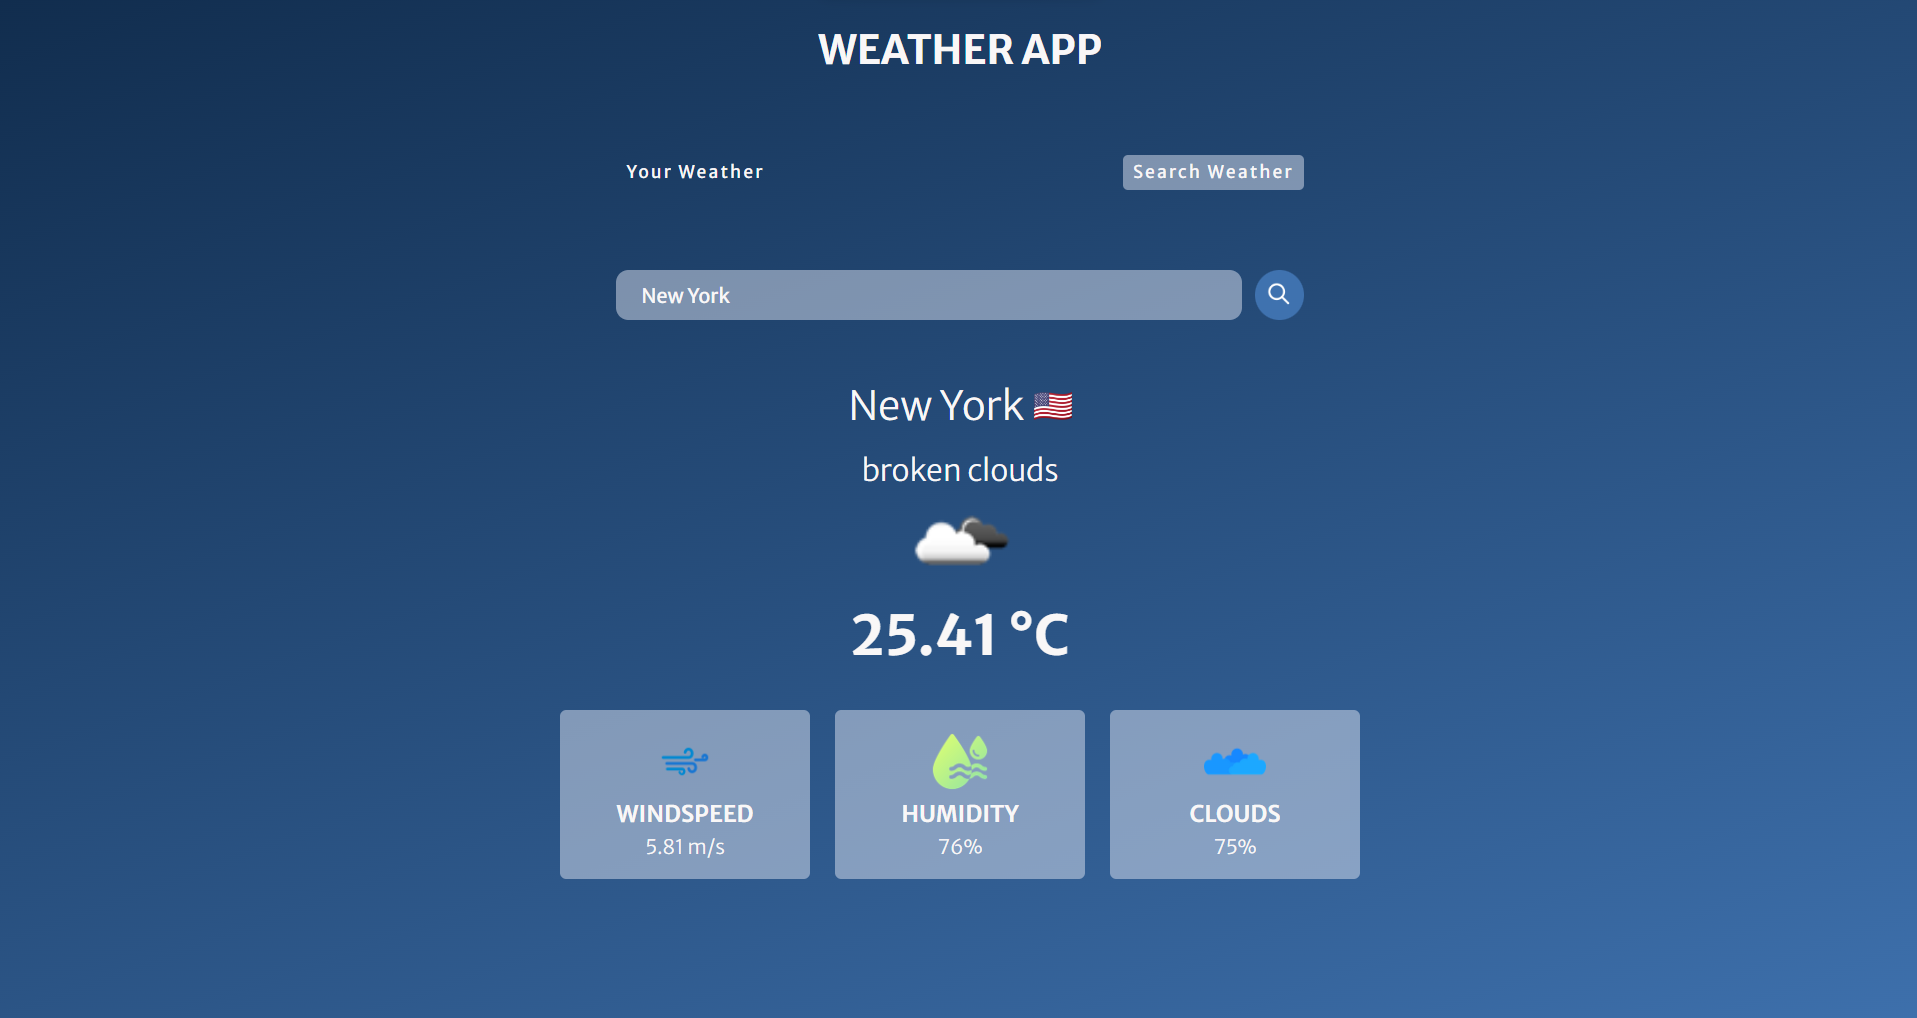 WEATHER APP
Your Weather
Search Weather
New York
New York
broken clouds
25.41 °C
WINDSPEED
5.81 m/s
HUMIDITY
76%
CLOUDS
75%